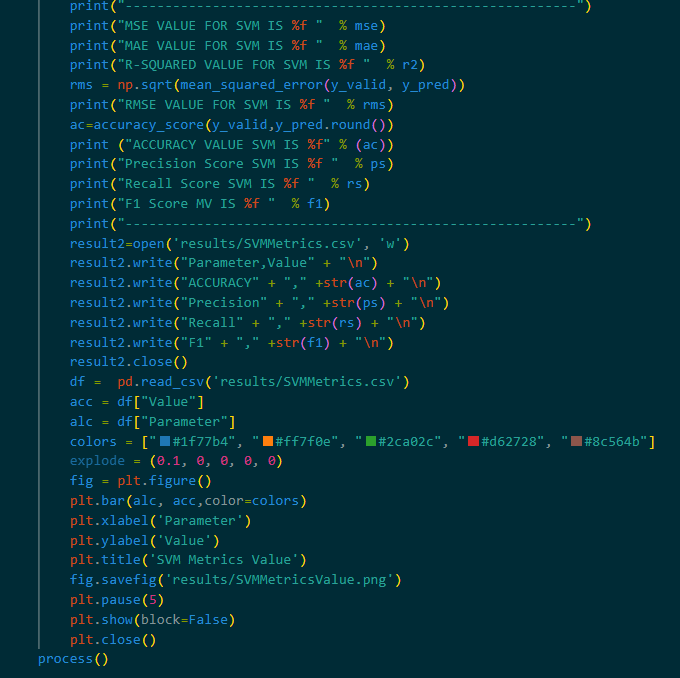 print("---------------------------------------------------------")
print("MSE VALUE FOR SVM IS %f "  % mse)
print("MAE VALUE FOR SVM IS %f "  % mae)
print("R-SQUARED VALUE FOR SVM IS %f "  % r2)
rms = np.sqrt(mean_squared_error(y_valid, y_pred))
print("RMSE VALUE FOR SVM IS %f "  % rms)
ac=accuracy_score(y_valid,y_pred.round())
print ("ACCURACY VALUE SVM IS %f" % (ac))
print("Precision Score SVM IS %f "  % ps)
print("Recall Score SVM IS %f "  % rs)
print("F1 Score MV IS %f "  % f1)
print("---------------------------------------------------------")
result2=open('results/SVMMetrics.csv', 'w')
result2.write("Parameter,Value" + "\n")
result2.write("ACCURACY" + "," +str(ac) + "\n")
result2.write("Precision" + "," +str(ps) + "\n")
result2.write("Recall" + "," +str(rs) + "\n")
result2.write("F1" + "," +str(f1) + "\n")
result2.close()
df =  pd.read_csv('results/SVMMetrics.csv')
acc = df["Value"]
alc = df["Parameter"]
colors = ["#1f77b4", "#ff7f0e", "#2ca02c", "#d62728", "#8c564b"]
explode = (0.1, 0, 0, 0, 0)
fig = plt.figure()
plt.bar(alc, acc,color=colors)
plt.xlabel('Parameter')
plt.ylabel('Value')
plt.title('SVM Metrics Value')
fig.savefig('results/SVMMetricsValue.png')
plt.pause(5)
plt.show(block=False)
plt.close()
process()